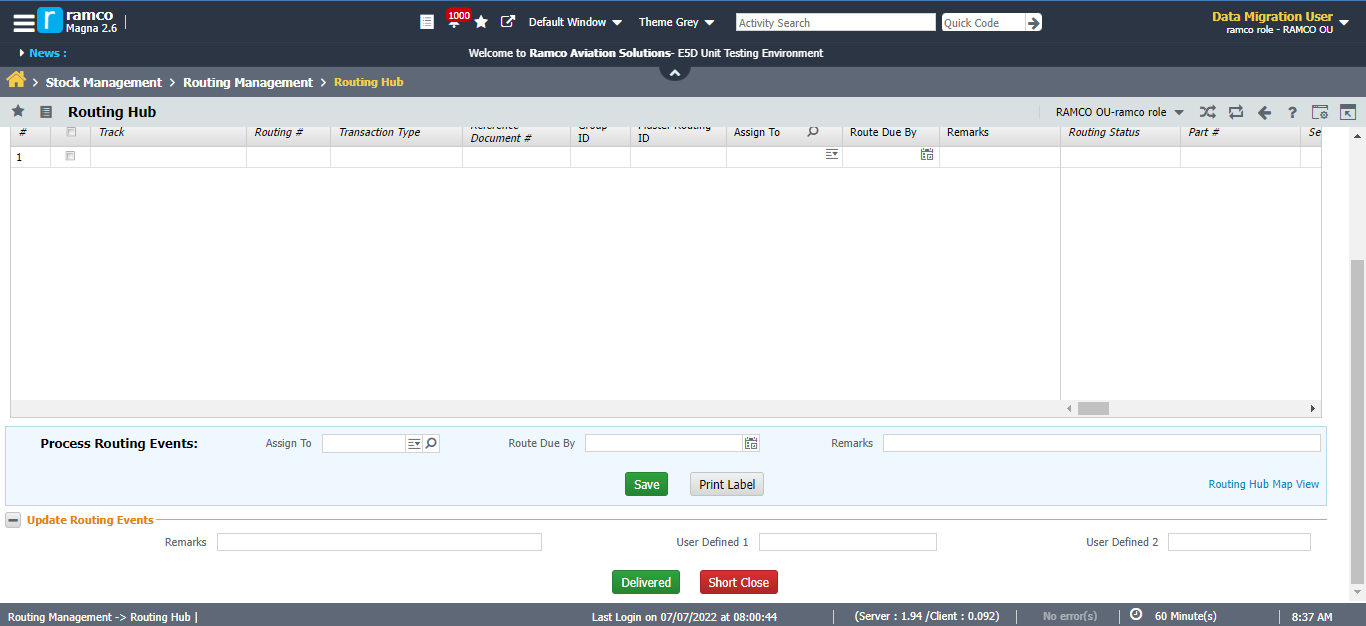 ramco
Magna 2.6
1000
Default Window
Theme Grey
Activity Search
Quick Code
Data Migration User
ramco role - RAMCO OU
News :
Welcome to Ramco Aviation Solutions- E5D Unit Testing Environment
Stock Management > Routing Management > Routing Hub
Routing Hub
RAMCO OU-ramco role
?
# Track Routing # Transaction Type Reference Document # Group ID Master Routing ID Assign To Route Due By Remarks Routing Status Part # Se
1
Process Routing Events: Assign To Route Due By Remarks
Save Print Label Routing Hub Map View
Update Routing Events
Remarks User Defined 1 User Defined 2
Delivered Short Close
Routing Management -> Routing Hub | Last Login on 07/07/2022 at 08:00:44 (Server : 1.94 /Client : 0.092) No error(s) 60 Minute(s) 8:37 AM